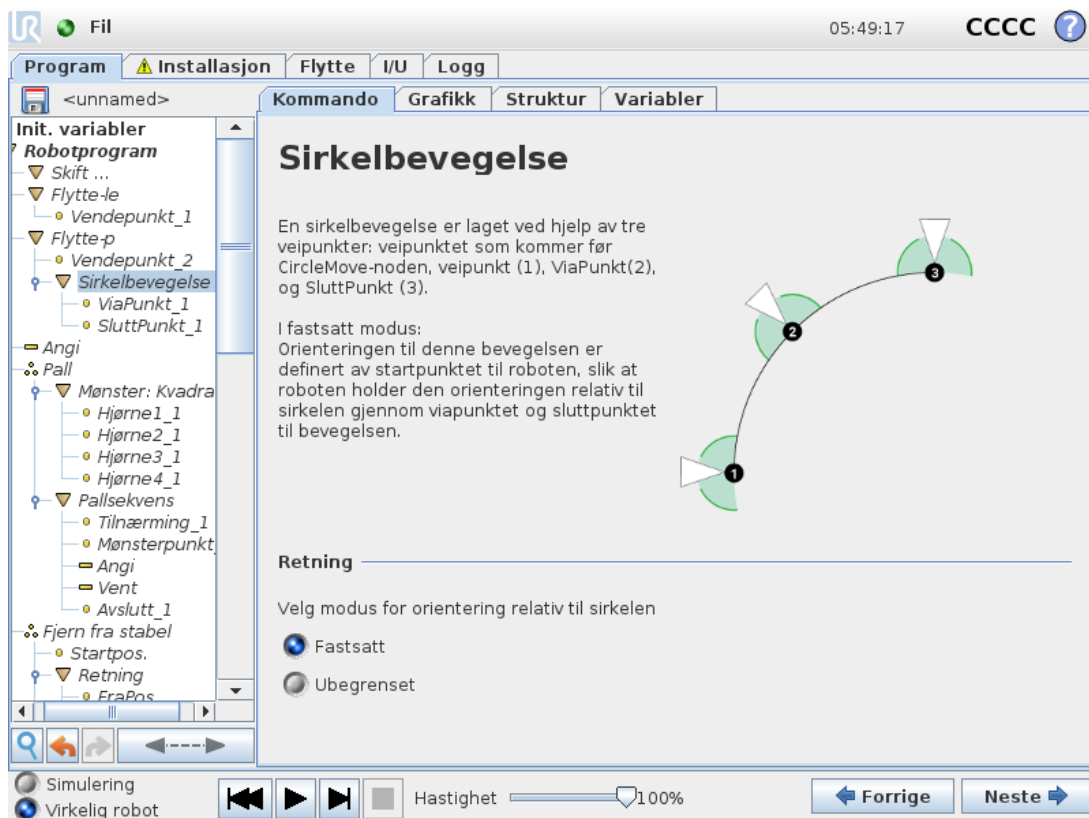 UR Fil 05:49:17 CCCC ?
Program Installasjon Flytte I/U Logg
<unnamed>
Kommando Grafikk Struktur Variabler
Init. variabler
Robotprogram
Skift ...
Flytte-le
Vendepunkt_1
Flytte-p
Vendepunkt_2
Sirkelbevegelse
ViaPunkt_1
SluttPunkt_1
Angi
Pall
Mønster: Kvadra
Hjørne1_1
Hjørne2_1
Hjørne3_1
Hjørne4_1
Pallsekvens
Tilnærming_1
Mønsterpunkt_
Angi
Vent
Avslutt_1
Fjern fra stabel
Startpos.
Retning
FraPos
Sirkelbevegelse
En sirkelbevegelse er laget ved hjelp av tre
veipunkter: veipunktet som kommer før
CircleMove-noden, veipunkt (1), ViaPunkt(2),
og SluttPunkt (3).
I fastsatt modus:
Orienteringen til denne bevegelsen er
definert av startpunktet til roboten, slik at
roboten holder den orienteringen relativ til
sirkelen gjennom viapunktet og sluttpunktet
til bevegelsen.
3
2
1
Retning
Velg modus for orientering relativ til sirkelen
Fastsatt
Ubegrenset
Simulering
Virkelig robot
Hastighet 100%
Forrige Neste